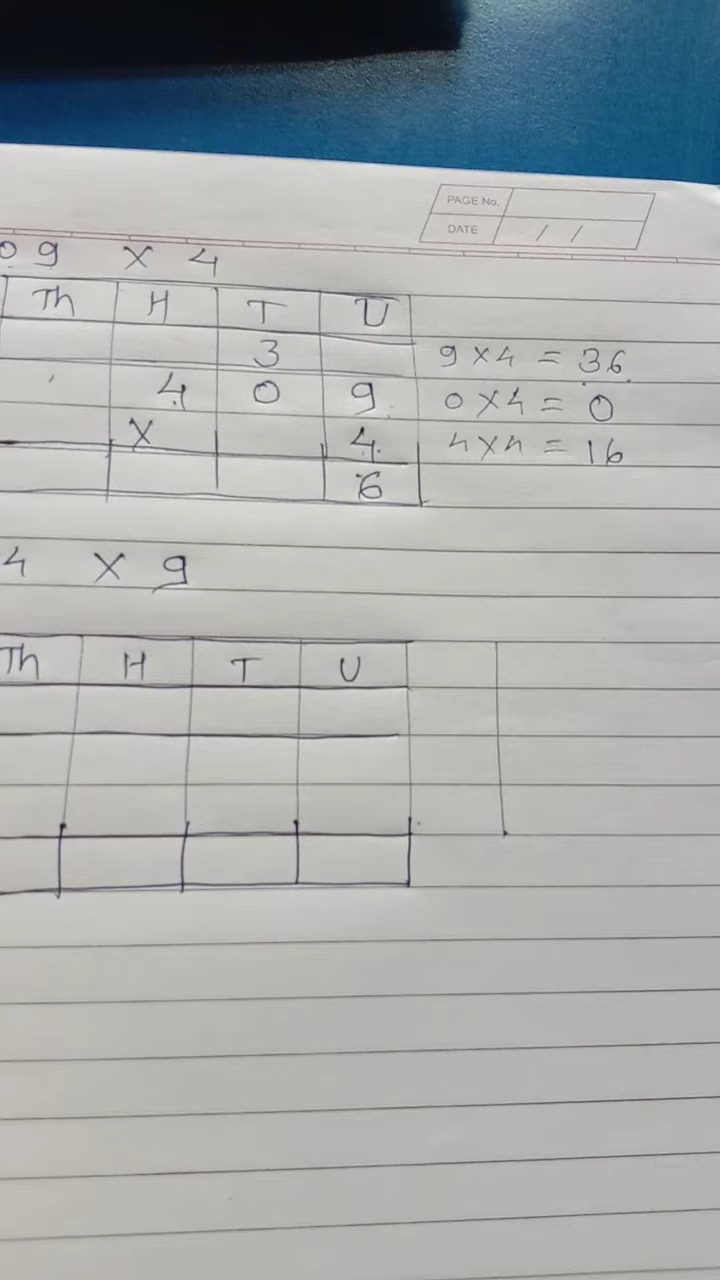 PAGE No.
DATE / /
09 × 4
Th H T U
3 9×4 = 36
4 0 9 0×4 = 0
× 4 4×4 = 16
6
4 × 9
Th H T U